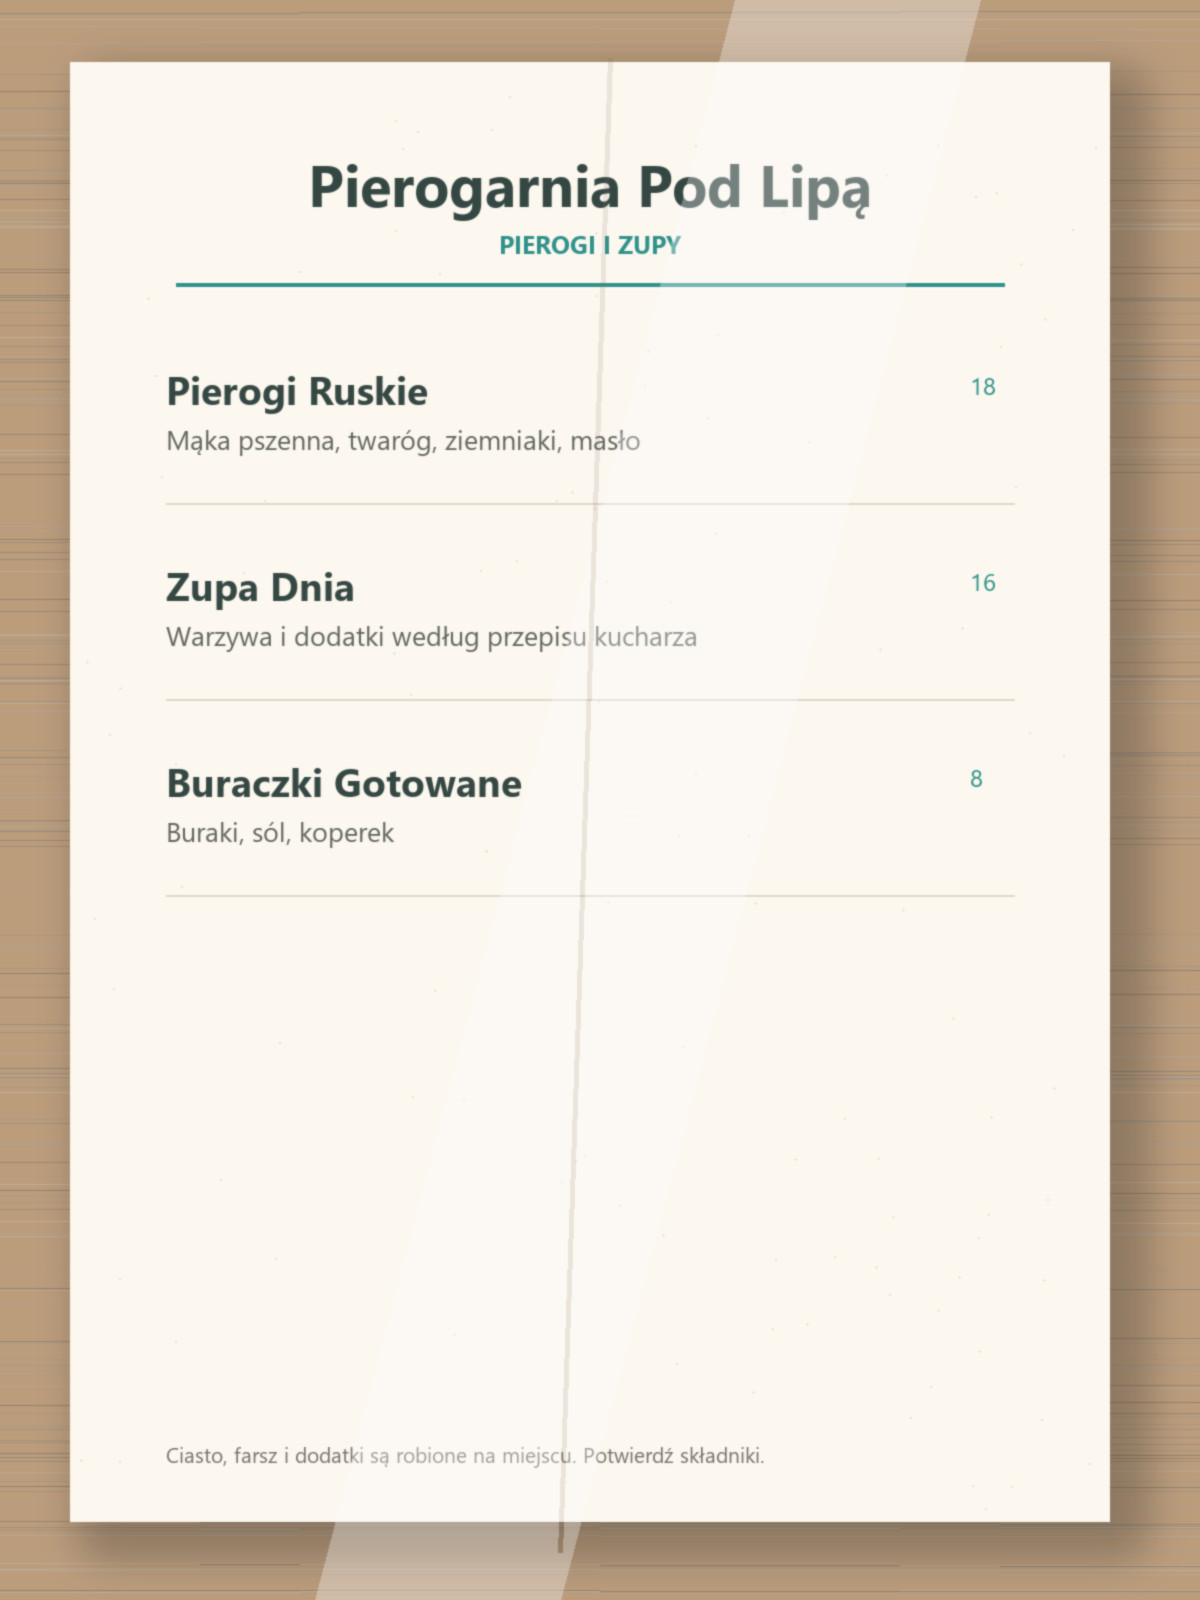 Pierogarnia Pod Lipą
PIEROGI I ZUPY
Pierogi Ruskie
18
Mąka pszenna, twaróg, ziemniaki, masło
Zupa Dnia
16
Warzywa i dodatki według przepisu kucharza
Buraczki Gotowane
8
Buraki, sól, koperek
Ciasto, farsz i dodatki są robione na miejscu. Potwierdź składniki.